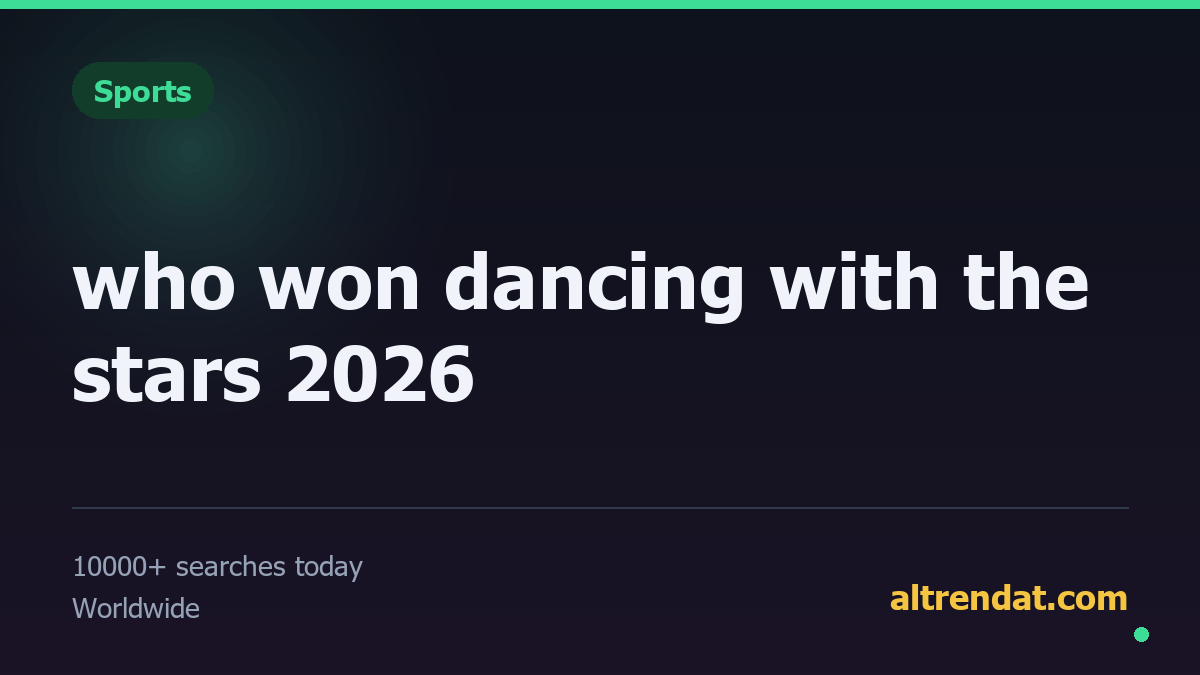 Sports
who won dancing with the
stars 2026
10000+ searches today
Worldwide
altrendat.com